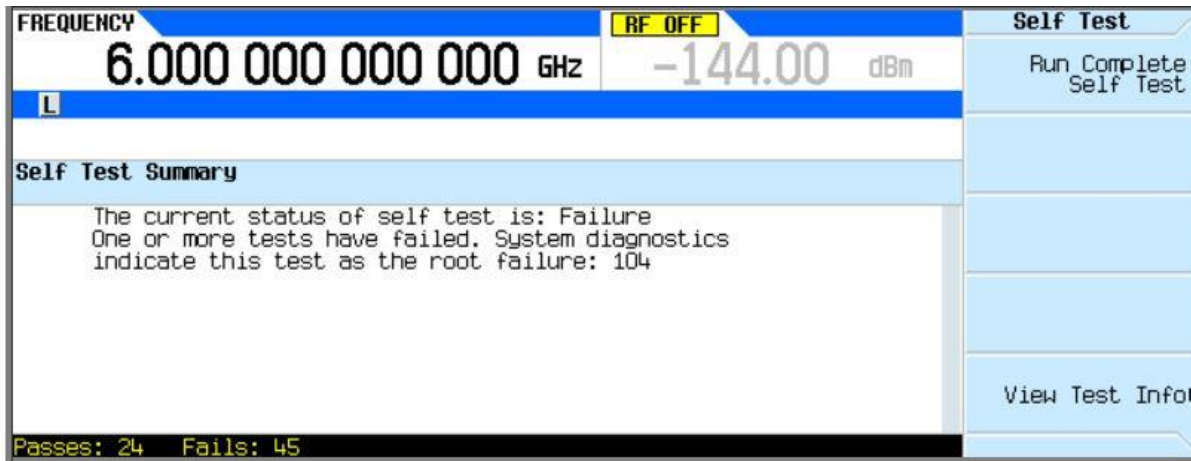 FREQUENCY
RF OFF
6.000 000 000 000 GHz
-144.00 dBm
L
Self Test Summary
The current status of self test is: Failure
One or more tests have failed. System diagnostics
indicate this test as the root failure: 104
Passes: 24 Fails: 45
Self Test
Run Complete
Self Test
View Test Info